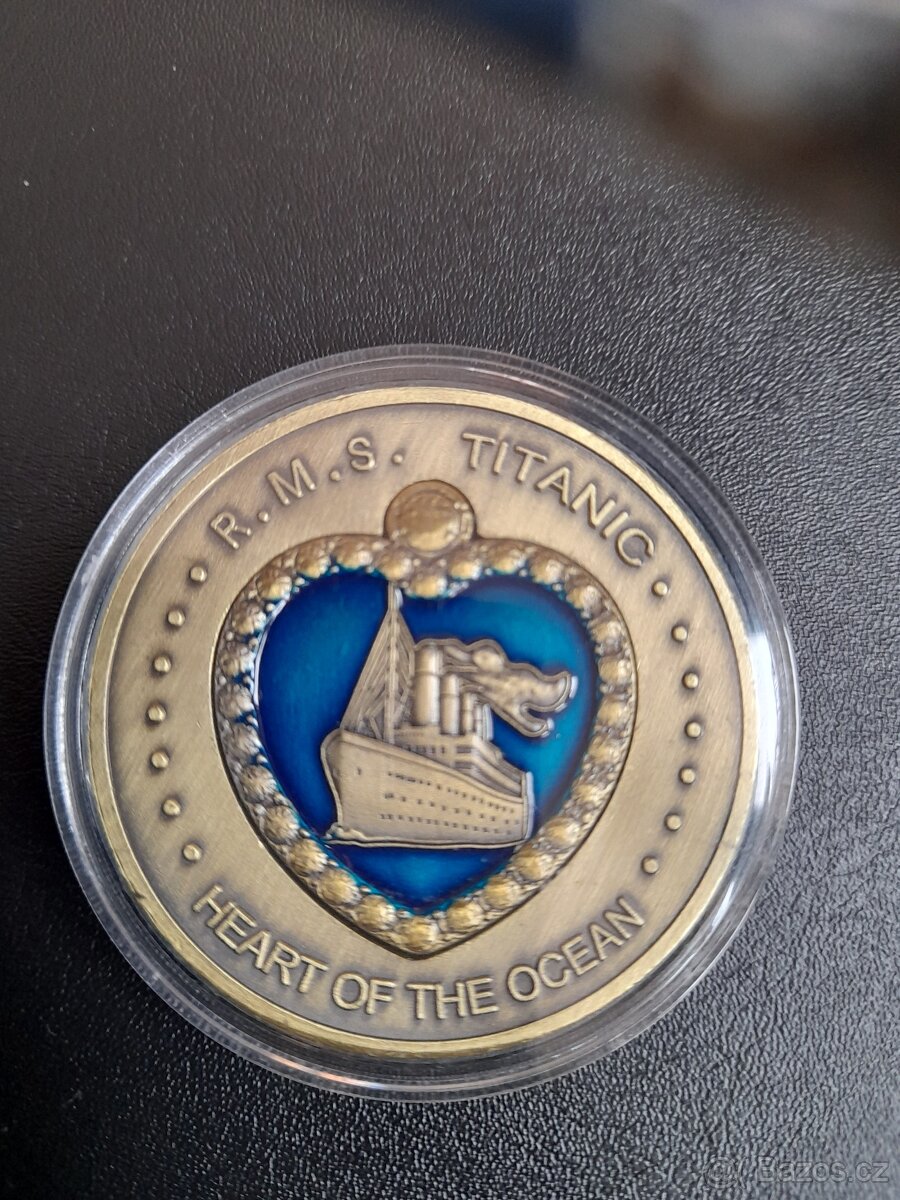 R.M.S. TITANIC
HEART OF THE OCEAN
Bazos.cz